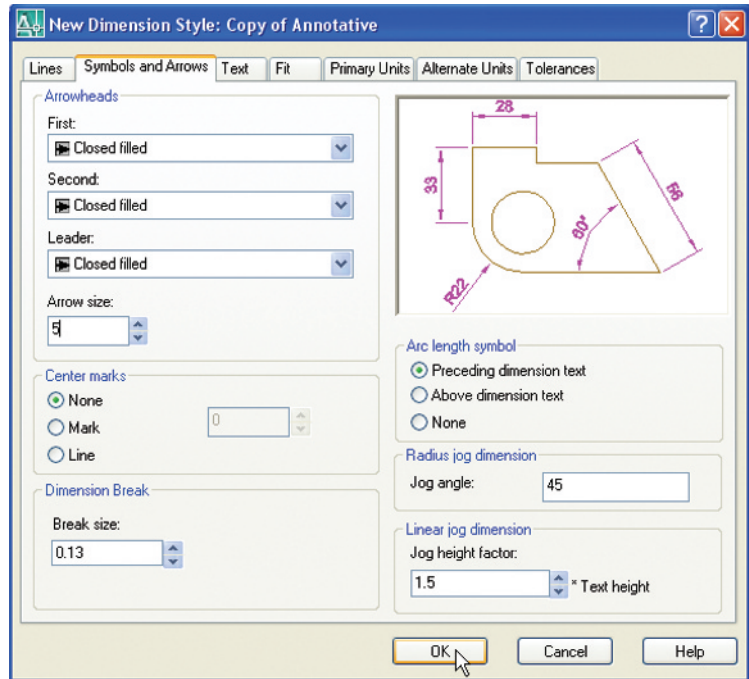 New Dimension Style: Copy of Annotative
Lines
Symbols and Arrows
Text
Fit
Primary Units
Alternate Units
Tolerances
Arrowheads
First:
Closed filled
Second:
Closed filled
Leader:
Closed filled
Arrow size:
5
Center marks
None
Mark
Line
0
Dimension Break
Break size:
0.13
28
33
56
60°
R22
Arc length symbol
Preceding dimension text
Above dimension text
None
Radius jog dimension
Jog angle:
45
Linear jog dimension
Jog height factor:
1.5
* Text height
OK
Cancel
Help